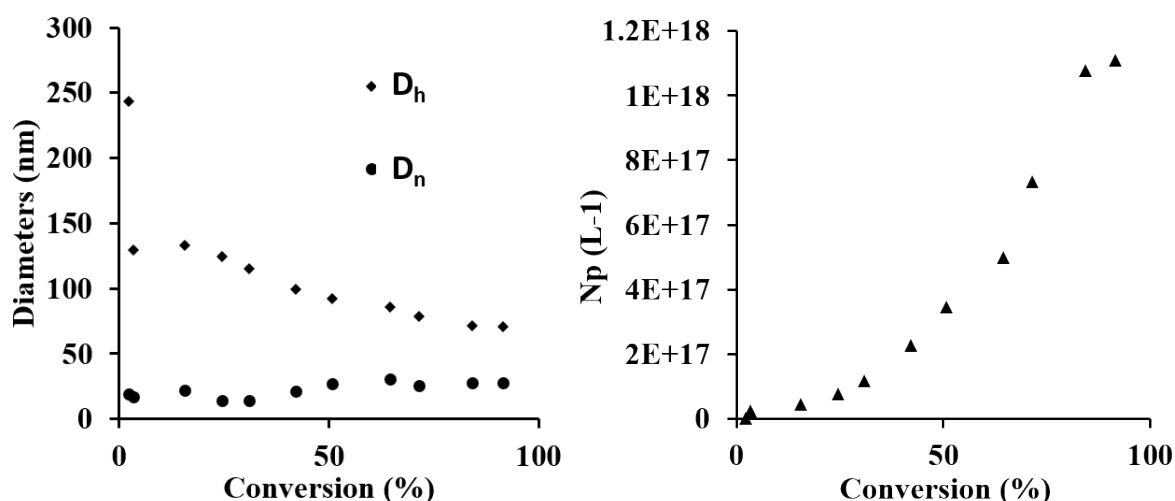 300
250
200
150
100
50
0
Diameters (nm)
Dh
Dn
0 50 100
Conversion (%)
1.2E+18
1E+18
8E+17
6E+17
4E+17
2E+17
0
Np (L-1)
0 50 100
Conversion (%)